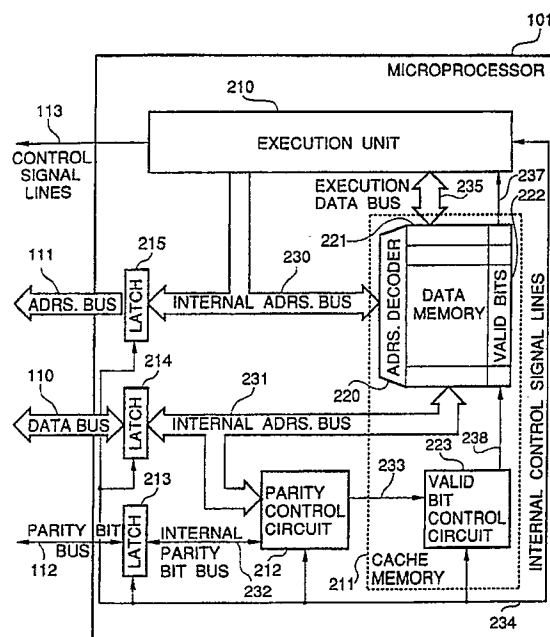 101
MICROPROCESSOR
210
113
EXECUTION UNIT
CONTROL
SIGNAL
LINES
EXECUTION
DATA BUS
235
237
222
221
215
111
230
ADRS. BUS
LATCH
INTERNAL ADRS. BUS
ADRS. DECODER
DATA
MEMORY
VALID BITS
INTERNAL CONTROL SIGNAL LINES
214
220
110
231
DATA BUS
LATCH
INTERNAL ADRS. BUS
238
223
213
233
PARITY BIT
BUS
112
LATCH
INTERNAL
PARITY
BIT BUS
232
PARITY
CONTROL
CIRCUIT
212
VALID
BIT
CONTROL
CIRCUIT
CACHE
MEMORY
211
234